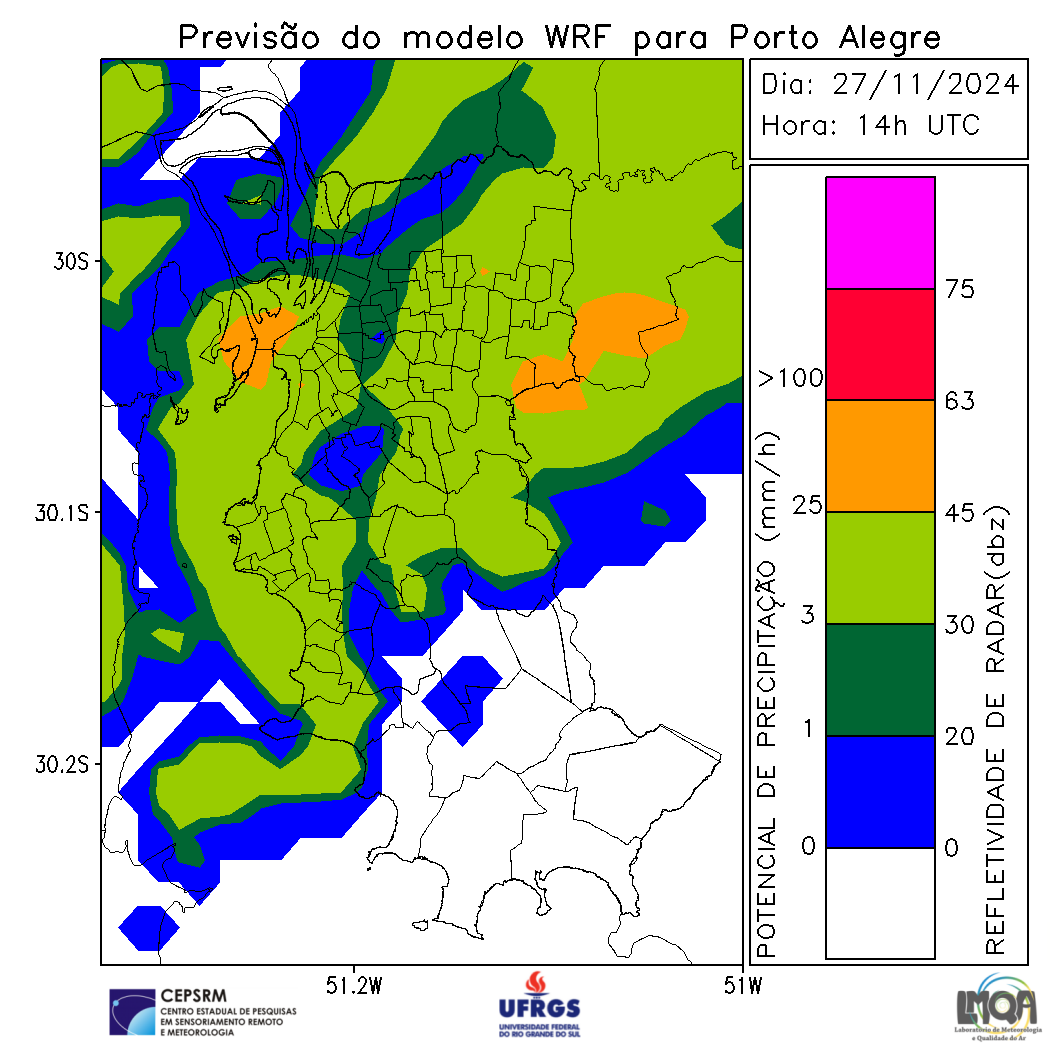 Previsão do modelo WRF para Porto Alegre
Dia: 27/11/2024
Hora: 14h UTC
30S
30.1S
30.2S
51.2W
51W
POTENCIAL DE PRECIPITAÇÃO (mm/h)
>100
25
3
1
0
75
63
45
30
20
0
REFLETIVIDADE DE RADAR(dbz)
CEPSRM
CENTRO ESTADUAL DE PESQUISAS
EM SENSORIAMENTO REMOTO
E METEOROLOGIA
UFRGS
UNIVERSIDADE FEDERAL
DO RIO GRANDE DO SUL
LMQA
Laboratório de Meteorologia
e Qualidade do Ar